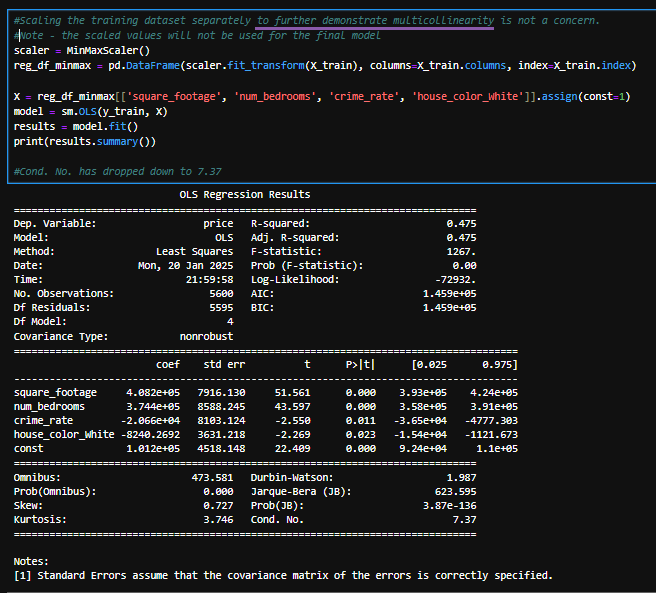 #Scaling the training dataset separately to further demonstrate multicollinearity is not a concern.
#Note - the scaled values will not be used for the final model
scaler = MinMaxScaler()
reg_df_minmax = pd.DataFrame(scaler.fit_transform(X_train), columns=X_train.columns, index=X_train.index)
X = reg_df_minmax[['square_footage', 'num_bedrooms', 'crime_rate', 'house_color_White']].assign(const=1)
model = sm.OLS(y_train, X)
results = model.fit()
print(results.summary())
#Cond. No. has dropped down to 7.37
OLS Regression Results
==============================================================================
Dep. Variable: price R-squared: 0.475
Model: OLS Adj. R-squared: 0.475
Method: Least Squares F-statistic: 1267.
Date: Mon, 20 Jan 2025 Prob (F-statistic): 0.00
Time: 21:59:58 Log-Likelihood: -72932.
No. Observations: 5600 AIC: 1.459e+05
Df Residuals: 5595 BIC: 1.459e+05
Df Model: 4
Covariance Type: nonrobust
=====================================================================================
coef std err t P>|t| [0.025 0.975]
-------------------------------------------------------------------------------------
square_footage 4.082e+05 7916.130 51.561 0.000 3.93e+05 4.24e+05
num_bedrooms 3.744e+05 8588.245 43.597 0.000 3.58e+05 3.91e+05
crime_rate -2.066e+04 8103.124 -2.550 0.011 -3.65e+04 -4777.303
house_color_White -8240.2692 3631.218 -2.269 0.023 -1.54e+04 -1121.673
const 1.012e+05 4518.148 22.409 0.000 9.24e+04 1.1e+05
==============================================================================
Omnibus: 473.581 Durbin-Watson: 1.987
Prob(Omnibus): 0.000 Jarque-Bera (JB): 623.595
Skew: 0.727 Prob(JB): 3.87e-136
Kurtosis: 3.746 Cond. No. 7.37
==============================================================================
Notes:
[1] Standard Errors assume that the covariance matrix of the errors is correctly specified.